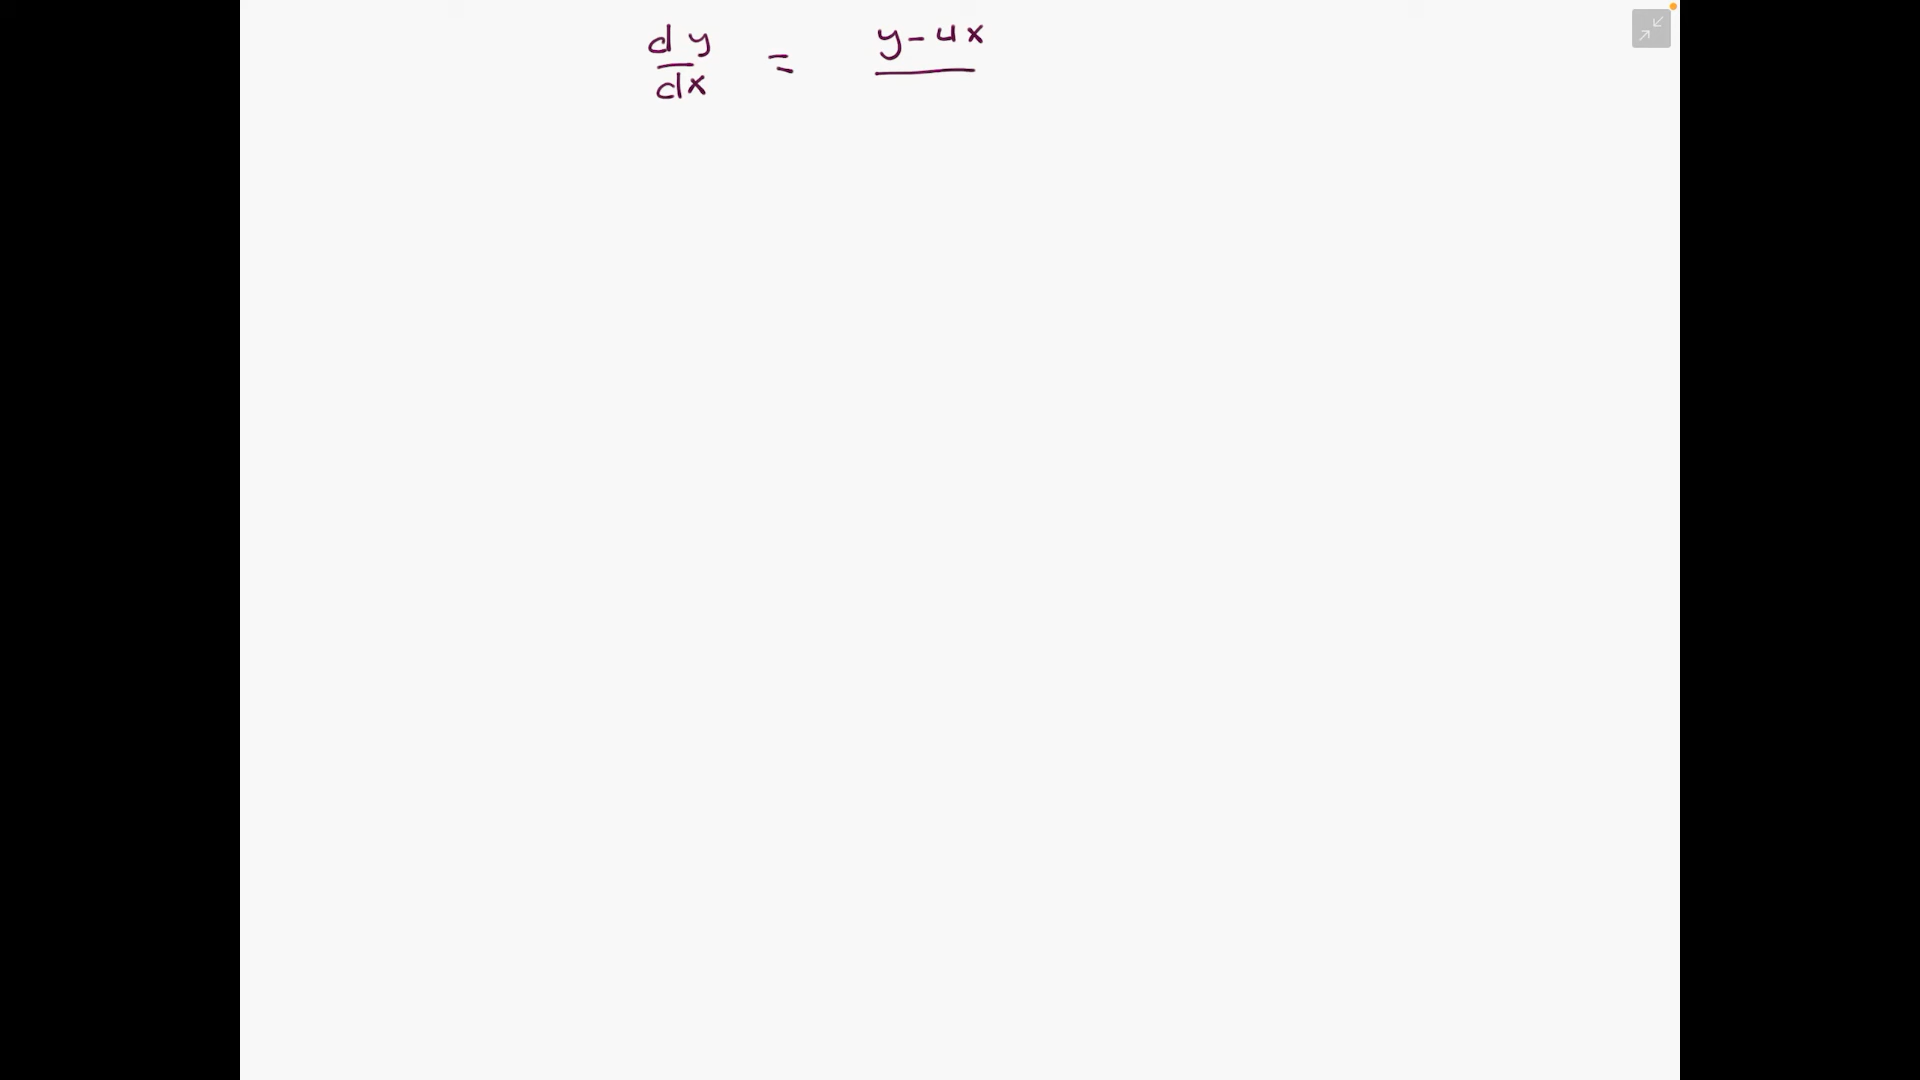 dy/dx = y-4x